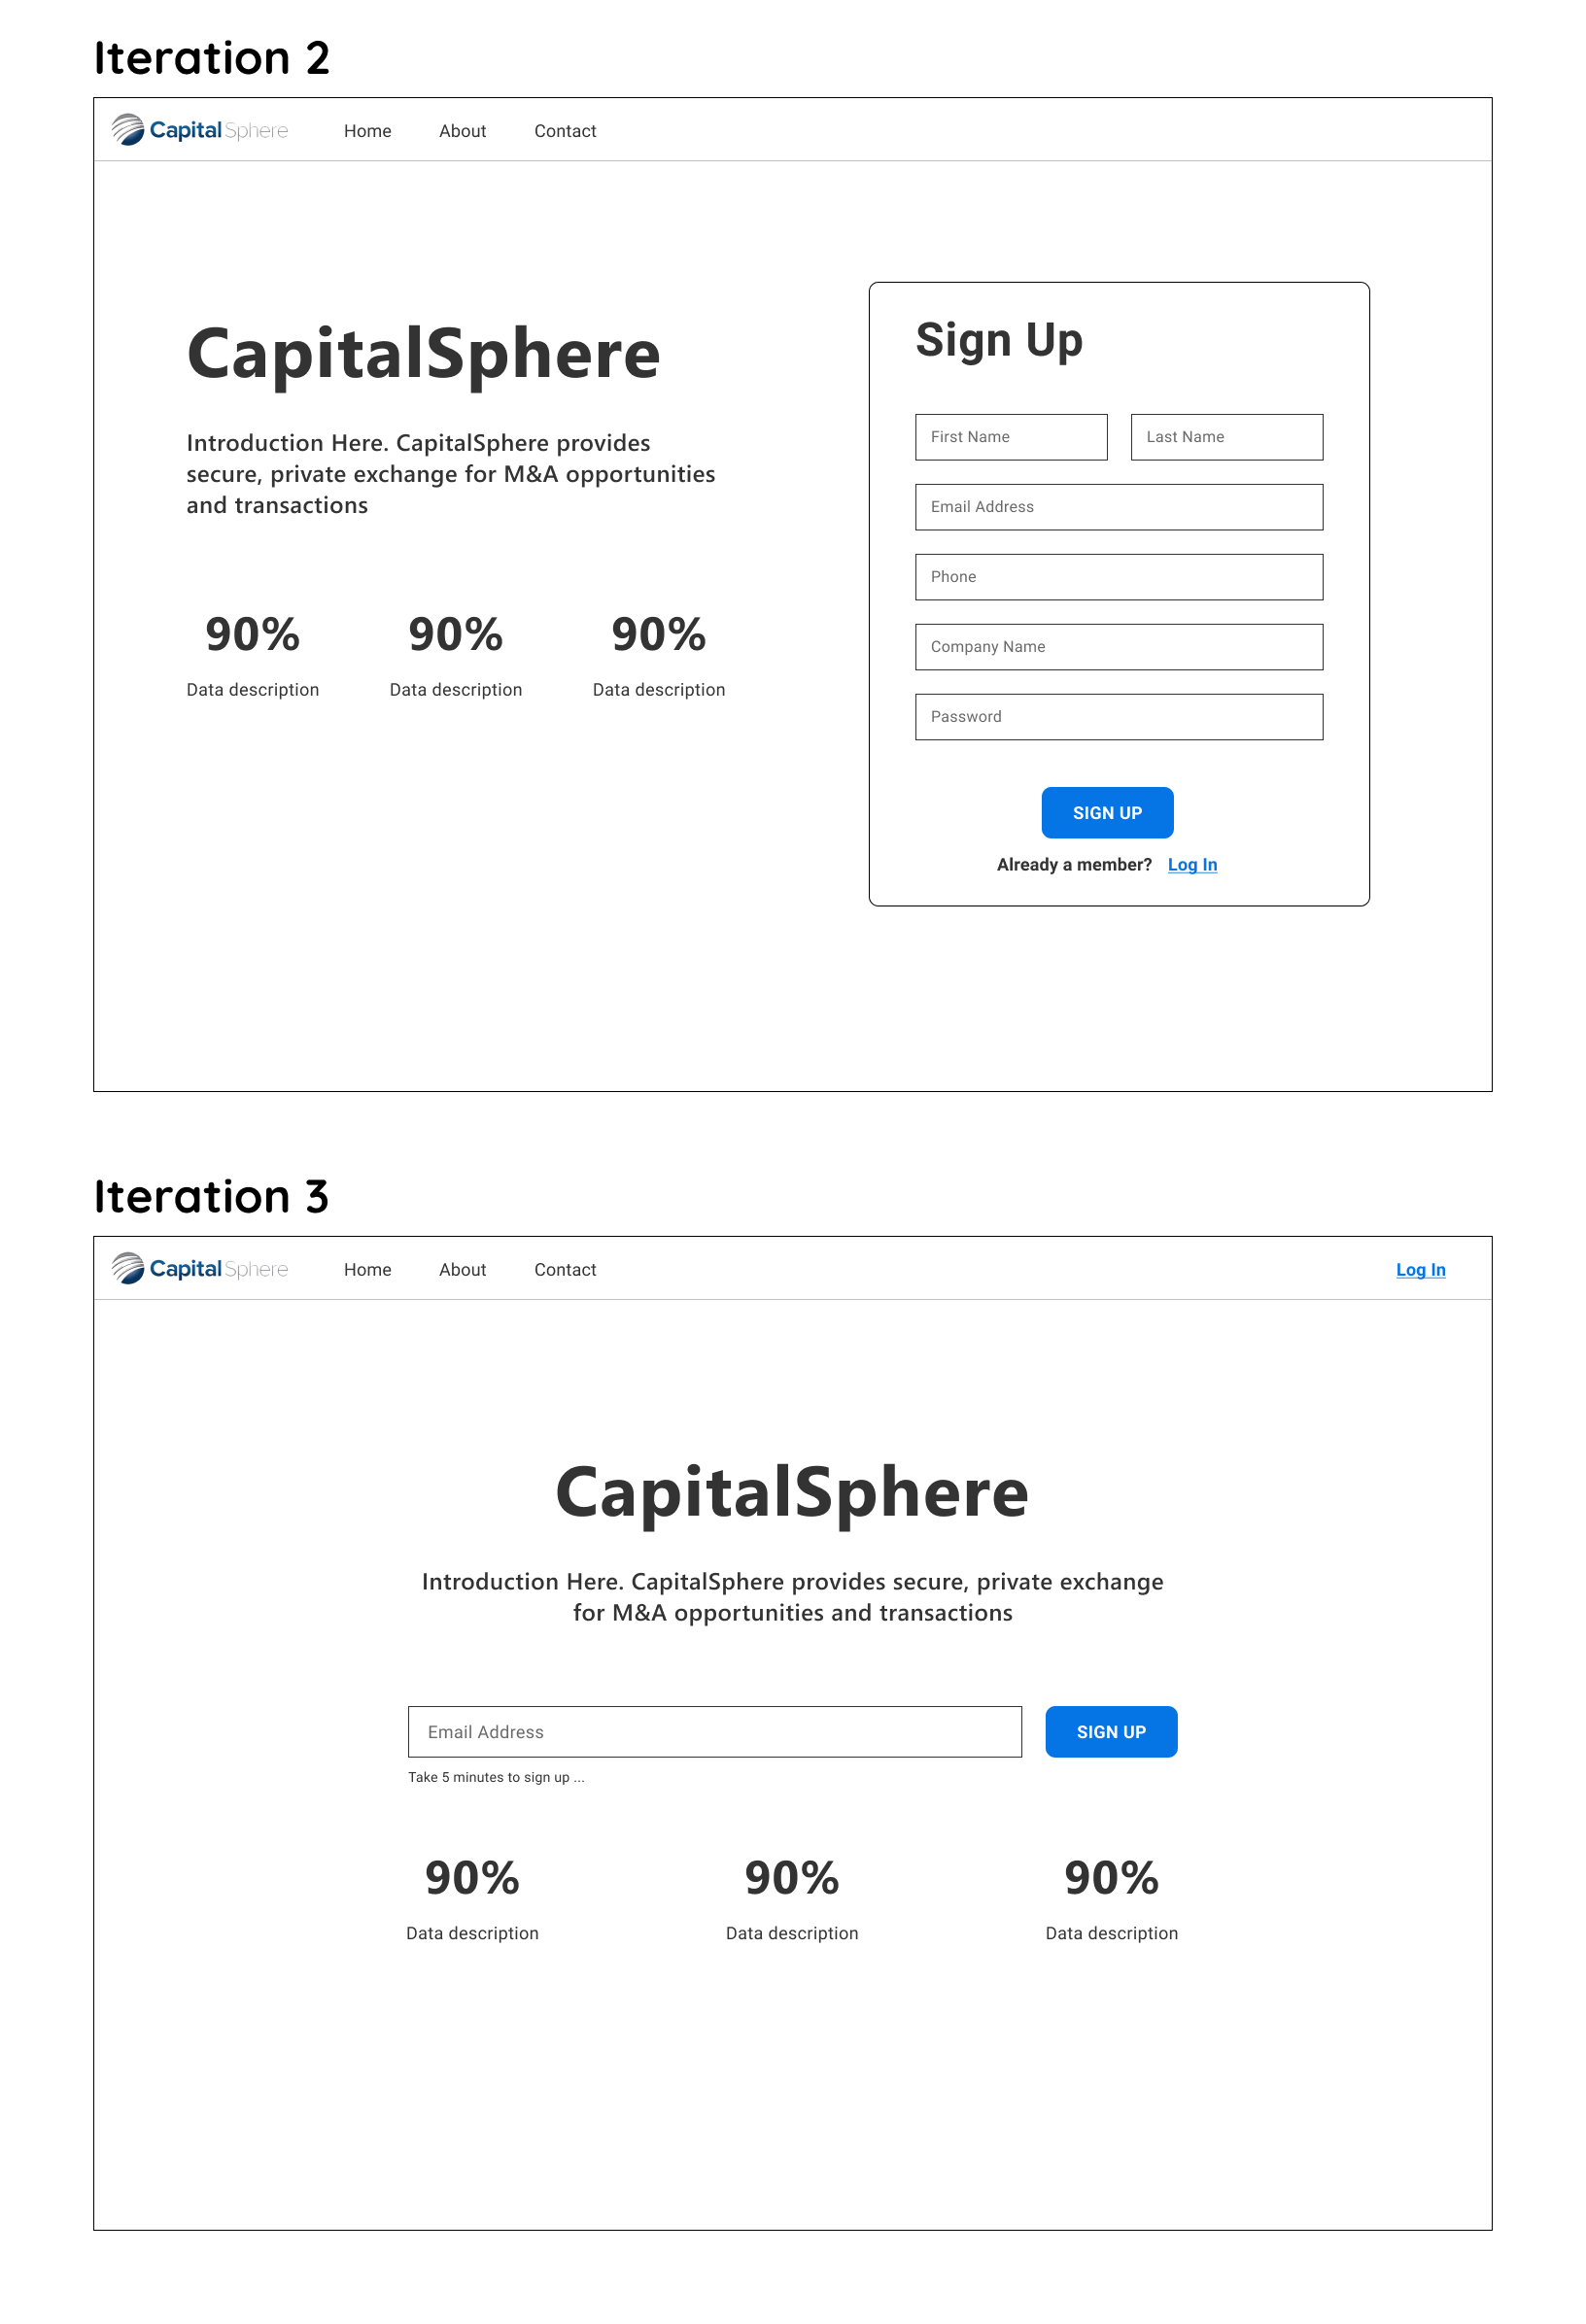 Iteration 2
CapitalSphere Home About Contact
CapitalSphere
Introduction Here. CapitalSphere provides
secure, private exchange for M&A opportunities
and transactions
90% 90% 90%
Data description Data description Data description
Sign Up
First Name Last Name
Email Address
Phone
Company Name
Password
SIGN UP
Already a member? Log In
Iteration 3
CapitalSphere Home About Contact Log In
CapitalSphere
Introduction Here. CapitalSphere provides secure, private exchange
for M&A opportunities and transactions
Email Address SIGN UP
Take 5 minutes to sign up ...
90% 90% 90%
Data description Data description Data description